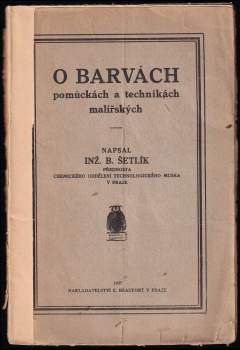 O BARVÁCH
pomůckách a technikách
malířských
NAPSAL
INŽ. B. ŠETLÍK
PŘEDNOSTA
CHEMICKÉHO ODDĚLENÍ TECHNOLOGICKÉHO MUSEA
V PRAZE
NAKLADATELSTVÍ E. BEAUFORT V PRAZE